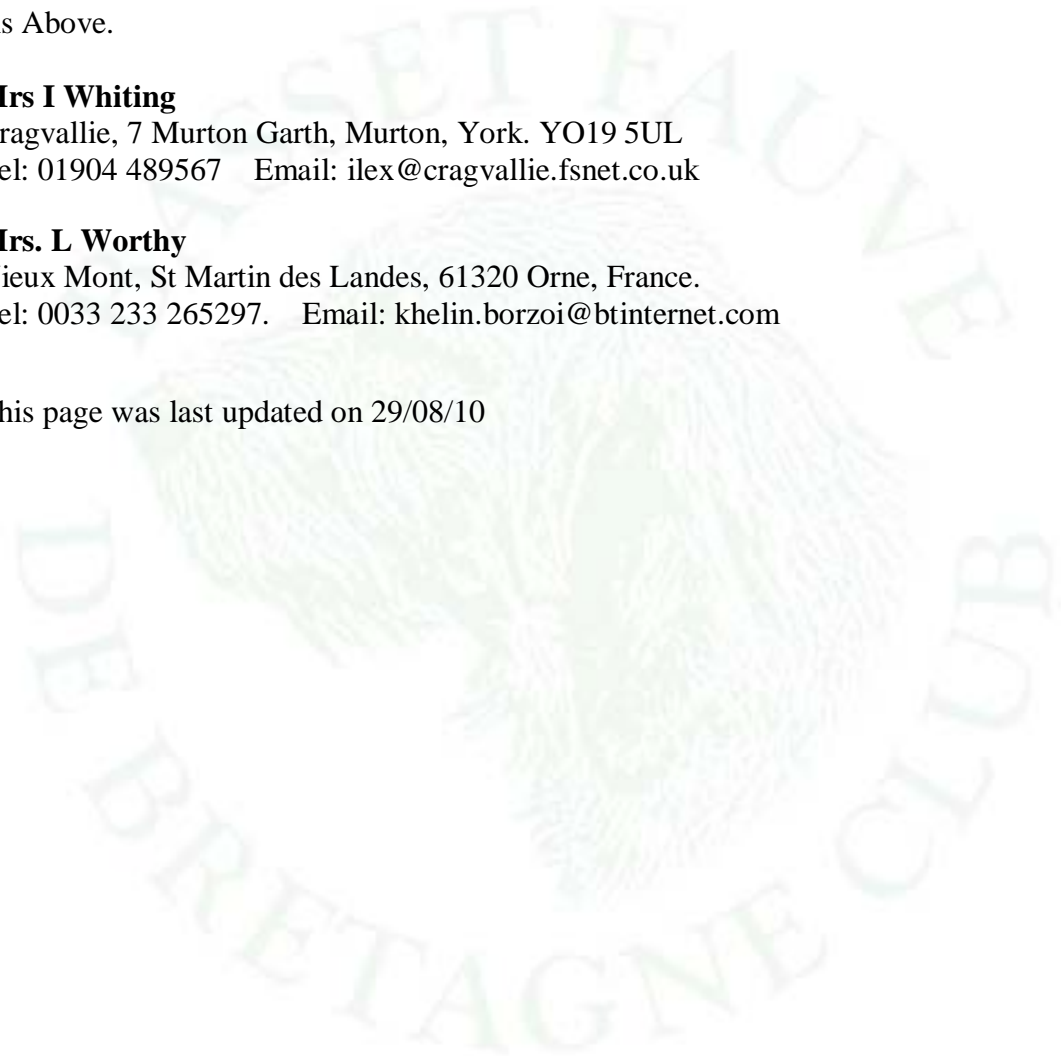 s Above.
Irs I Whiting
ragvallie, 7 Murton Garth, Murton, York. YO19 5UL
el: 01904 489567    Email: ilex@cragvallie.fsnet.co.uk
Irs. L Worthy
ieux Mont, St Martin des Landes, 61320 Orne, France.
el: 0033 233 265297.    Email: khelin.borzoi@btinternet.com
his page was last updated on 29/08/10
ASSET FAUVE
DE BRETAGNE CLUB